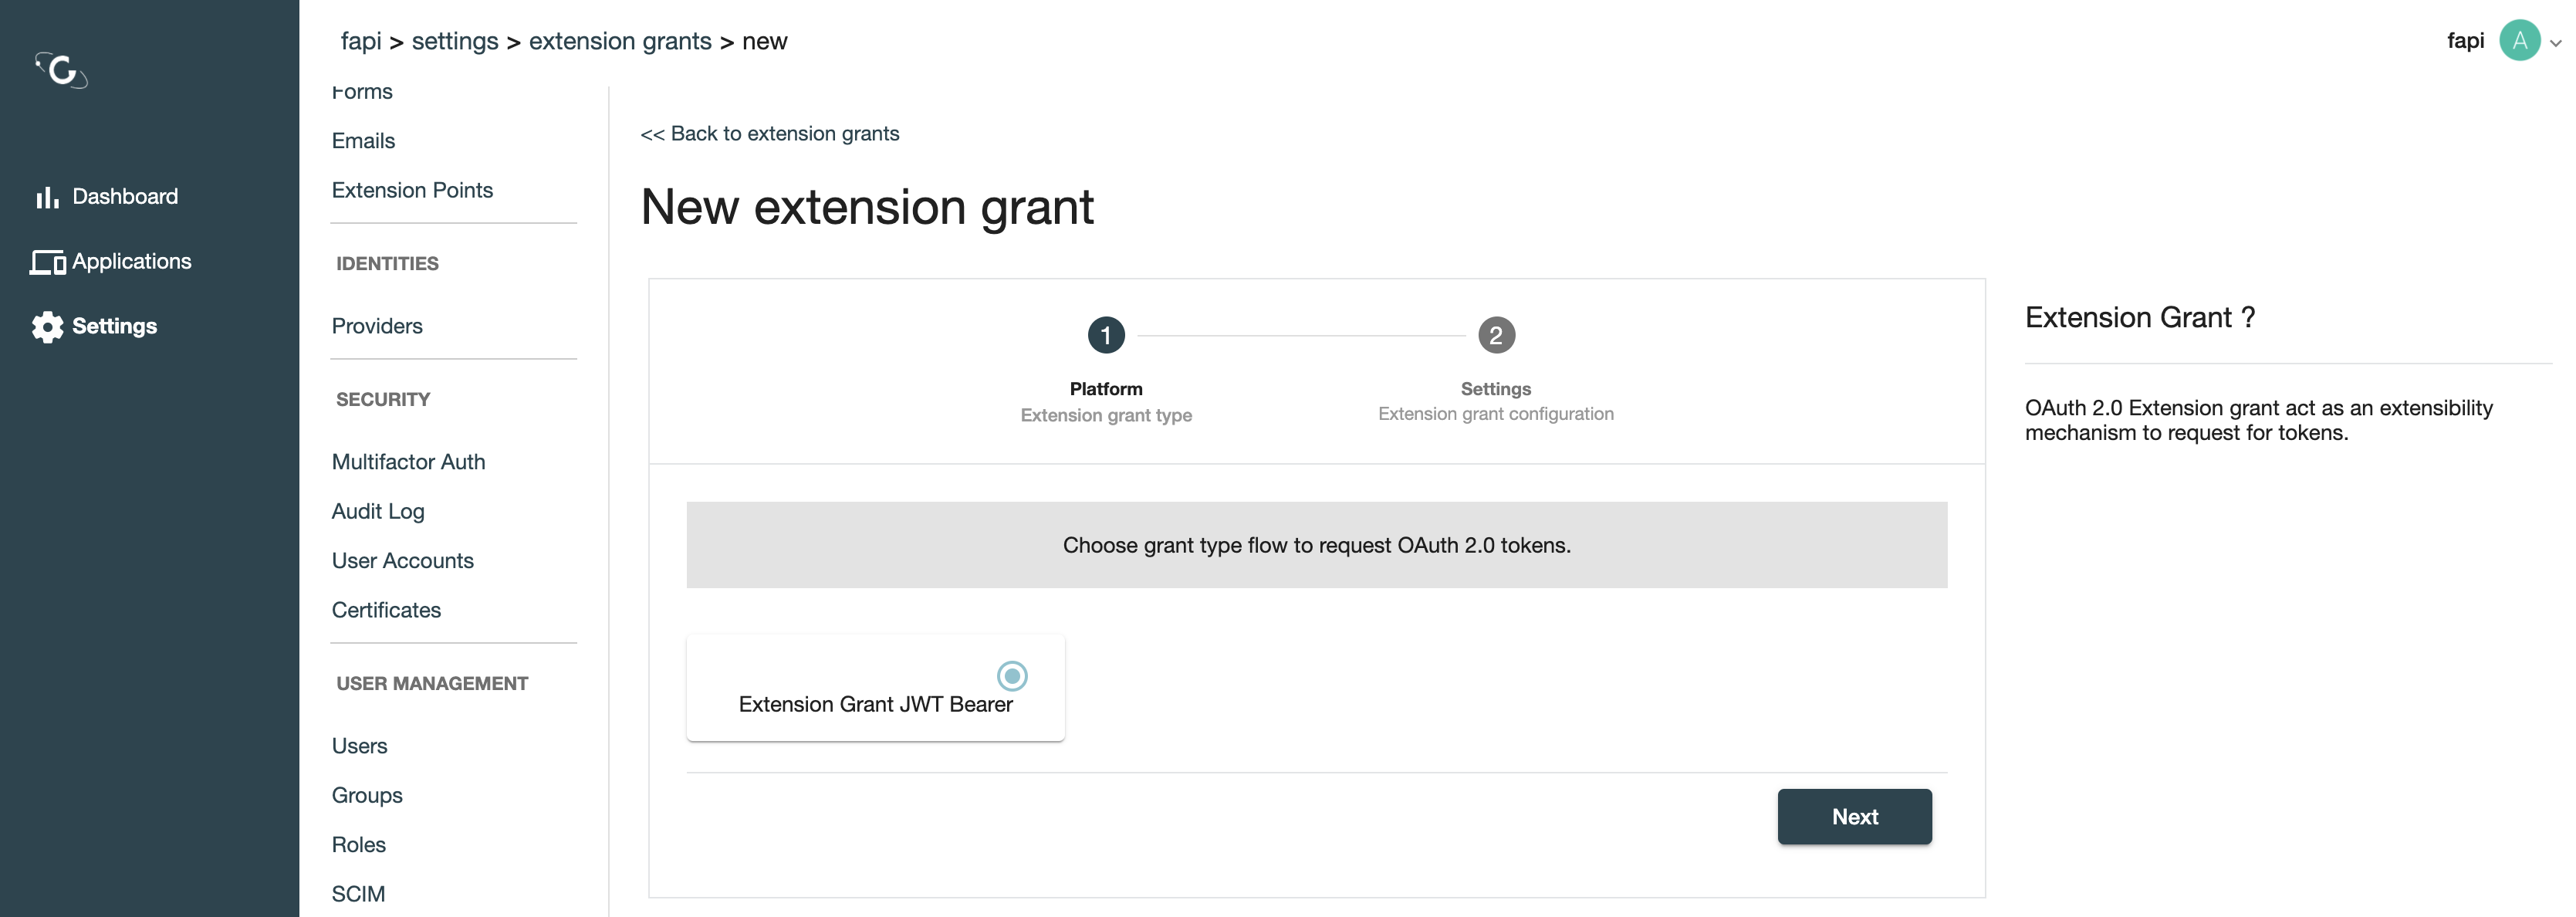 fapi > settings > extension grants > new
fapi
A
Dashboard
Applications
Settings
Forms
Emails
Extension Points
IDENTITIES
Providers
SECURITY
Multifactor Auth
Audit Log
User Accounts
Certificates
USER MANAGEMENT
Users
Groups
Roles
SCIM
<< Back to extension grants
New extension grant
1
Platform
Extension grant type
2
Settings
Extension grant configuration
Choose grant type flow to request OAuth 2.0 tokens.
Extension Grant JWT Bearer
Next
Extension Grant ?
OAuth 2.0 Extension grant act as an extensibility
mechanism to request for tokens.